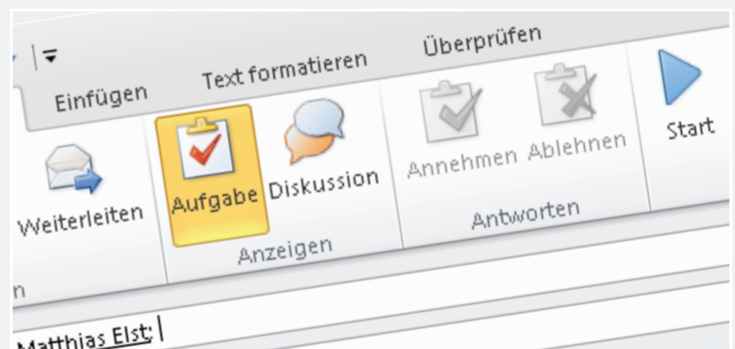 Einfügen Text formatieren Überprüfen
Weiterleiten Aufgabe Diskussion Annehmen Ablehnen Start
n Anzeigen Antworten
Matthias Elst;